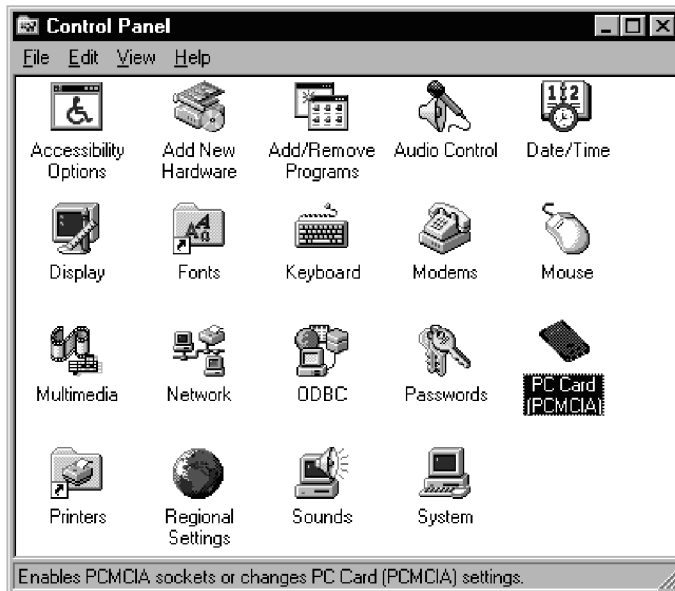 Control Panel
File Edit View Help
Accessibility Options
Add New Hardware
Add/Remove Programs
Audio Control
Date/Time
Display
Fonts
Keyboard
Modems
Mouse
Multimedia
Network
ODBC
Passwords
PC Card (PCMCIA)
Printers
Regional Settings
Sounds
System
Enables PCMCIA sockets or changes PC Card (PCMCIA) settings.